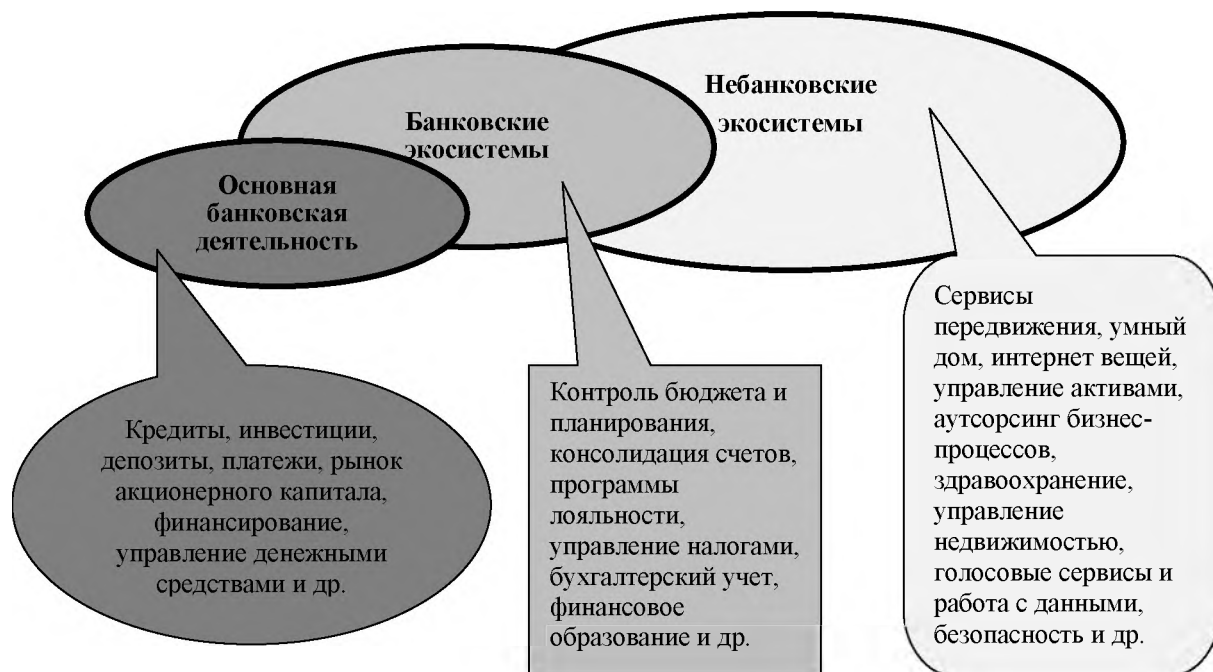 Небанковские
экосистемы
Банковские
экосистемы
Основная
банковская
деятельность
Кредиты, инвестиции,
депозиты, платежи, рынок
акционерного капитала,
финансирование,
управление денежными
средствами и др.
Контроль бюджета и
планирования,
консолидация счетов,
программы
лояльности,
управление налогами,
бухгалтерский учет,
финансовое
образование и др.
Сервисы
передвижения, умный
дом, интернет вещей,
управление активами,
аутсорсинг бизнес-
процессов,
здравоохранение,
управление
недвижимостью,
голосовые сервисы и
работа с данными,
безопасность и др.